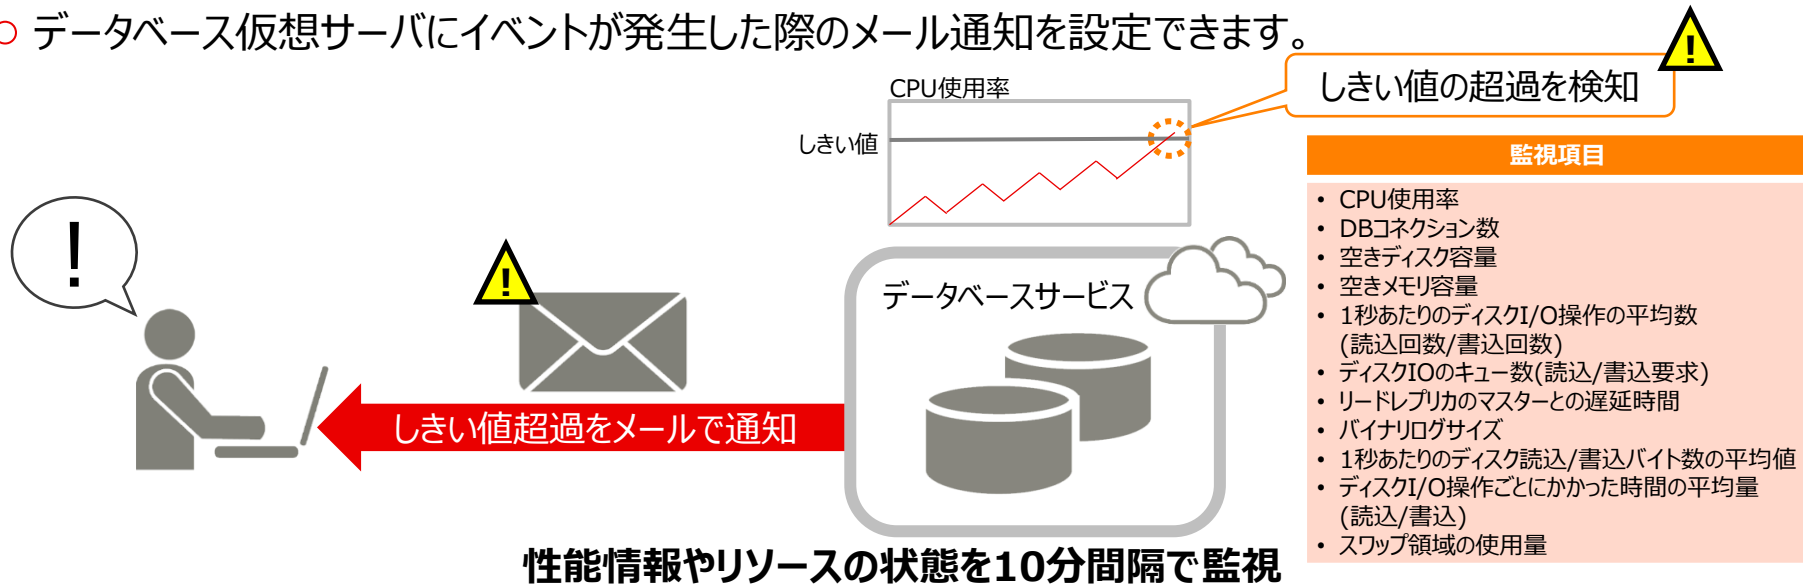 ○ データベース仮想サーバにイベントが発生した際のメール通知を設定できます。
CPU使用率
しきい値
しきい値の超過を検知
!
!
!
データベースサービス
しきい値超過をメールで通知
性能情報やリソースの状態を10分間隔で監視
監視項目
• CPU使用率
• DBコネクション数
• 空きディスク容量
• 空きメモリ容量
• 1秒あたりのディスクI/O操作の平均数
(読込回数/書込回数)
• ディスクIOのキュー数(読込/書込要求)
• リードレプリカのマスターとの遅延時間
• バイナリログサイズ
• 1秒あたりのディスク読込/書込バイト数の平均値
• ディスクI/O操作ごとにかかった時間の平均量
(読込/書込)
• スワップ領域の使用量